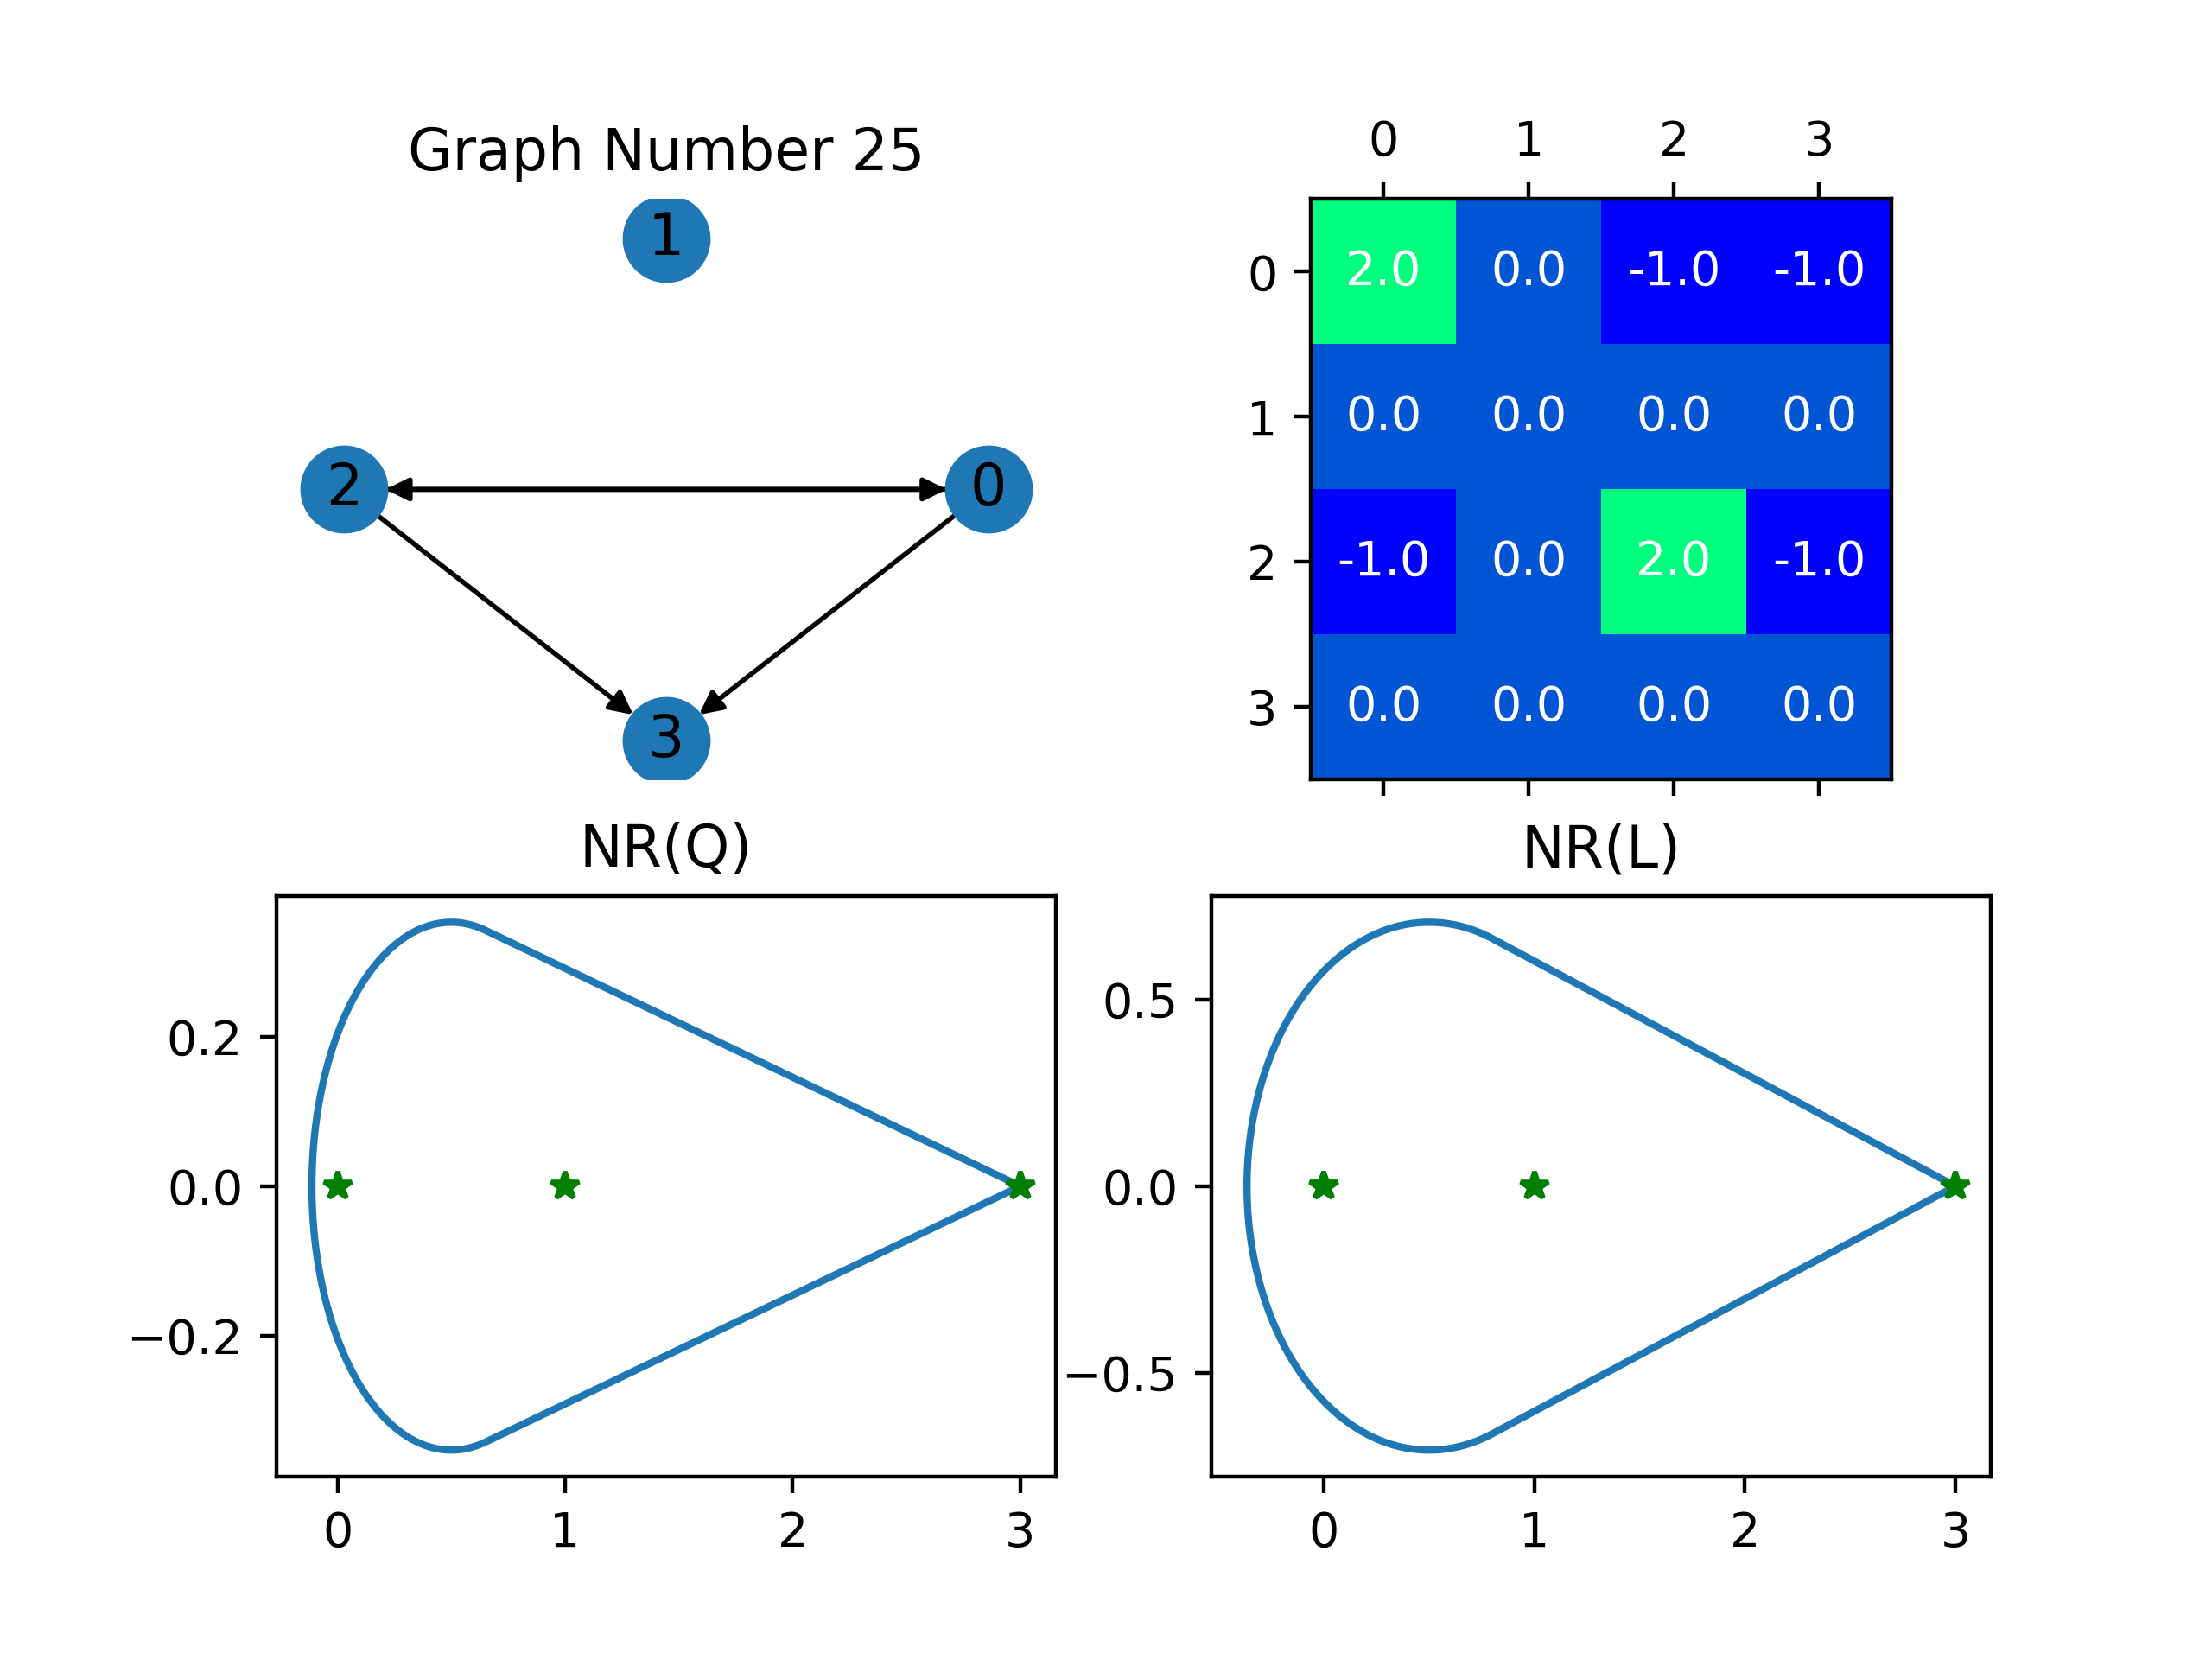 Graph Number 25
1
2
0
3
0 1 2 3
0 2.0 0.0 -1.0 -1.0
1 0.0 0.0 0.0 0.0
2 -1.0 0.0 2.0 -1.0
3 0.0 0.0 0.0 0.0
NR(Q)
0.2
0.0
−0.2
0 1 2 3
NR(L)
0.5
0.0
−0.5
0 1 2 3